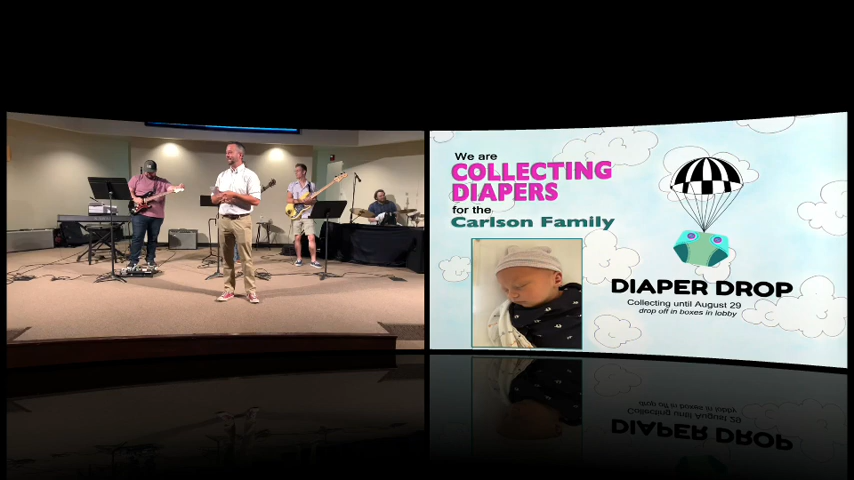 We are
COLLECTING
DIAPERS
for the
Carlson Family
DIAPER DROP
Collecting until August 29
drop off in boxes in lobby